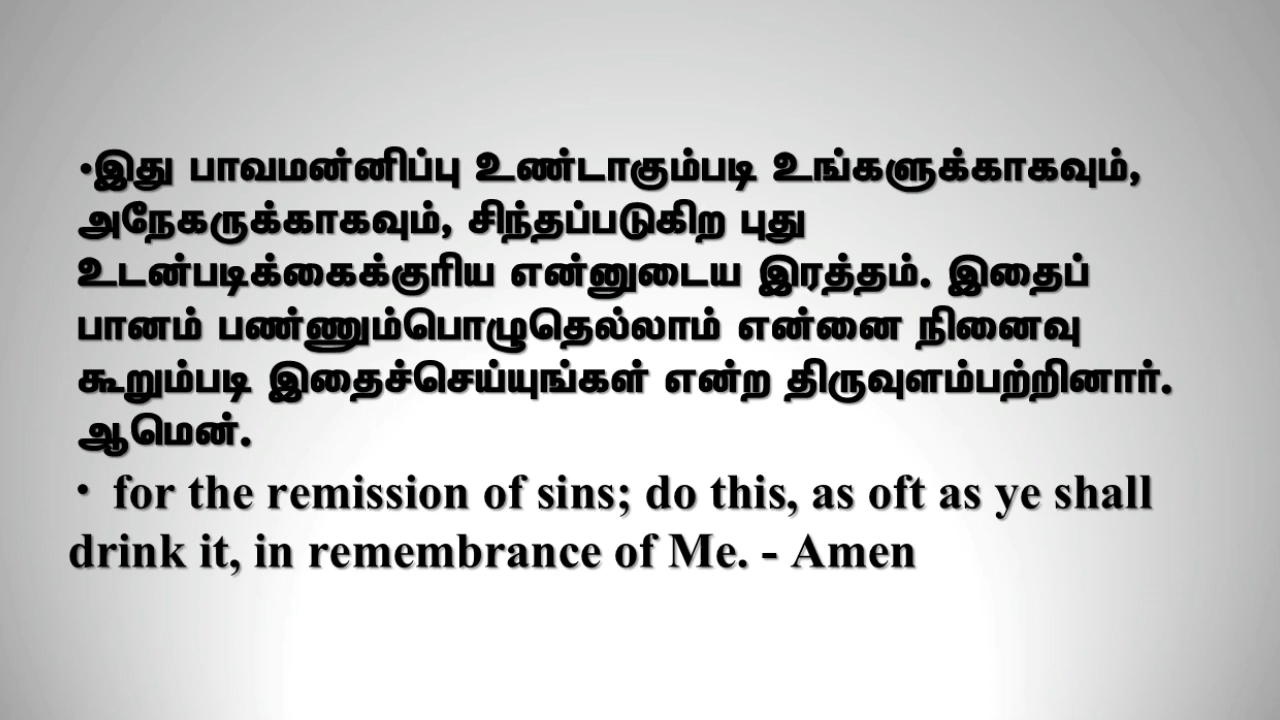 •இது பாவமன்னிப்பு உண்டாகும்படி உங்களுக்காகவும்,
அநேகருக்காகவும், சிந்தப்படுகிற புது
உடன்படிக்கைக்குரிய என்னுடைய இரத்தம். இதைப்
பானம் பண்ணும்பொழுதெல்லாம் என்னை நினைவு
கூறும்படி இதைச்செய்யுங்கள் என்ற திருவுளம்பற்றினார்.
ஆமென்.
• for the remission of sins; do this, as oft as ye shall
drink it, in remembrance of Me. - Amen